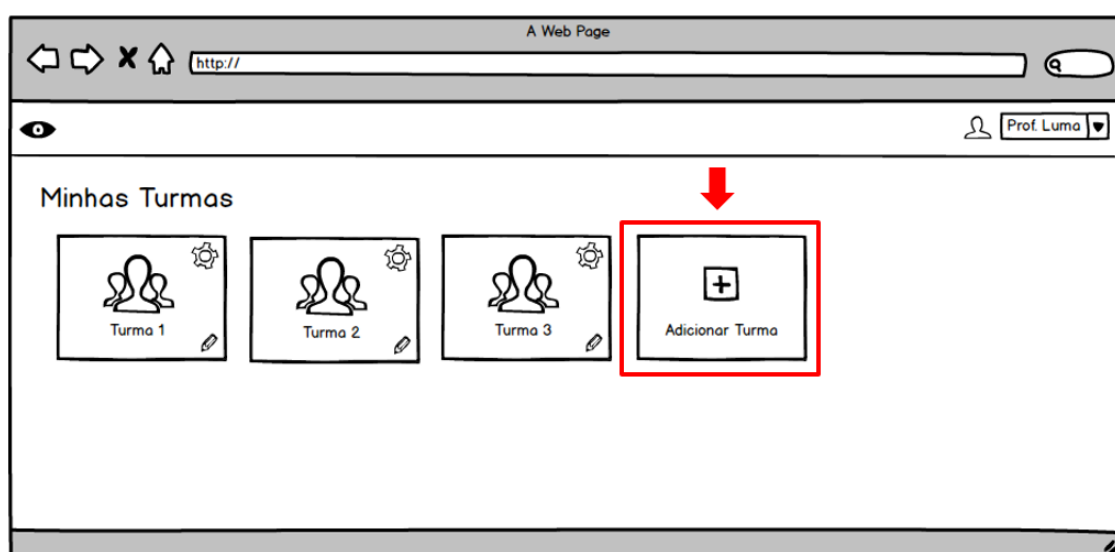 A Web Page
http://
Prof. Luma
Minhas Turmas
Turma 1
Turma 2
Turma 3
Adicionar Turma